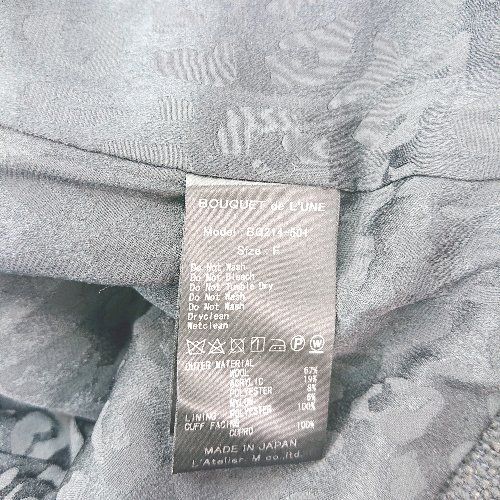 BOUQUET de L'UNE
Model: BG214-504
Size: F
Do Not Wash
Do Not Bleach
Do Not Tumble Dry
Do Not Wash
Do Not Wash
Dryclean
Wetclean
P W
OUTER MATERIAL
WOOL 67%
ACRYLIC 19%
POLYESTER 8%
NYLON 6%
LINING POLYESTER 100%
CUFF FACING CUPRO 100%
MADE IN JAPAN
L'Atelier M co.ltd.